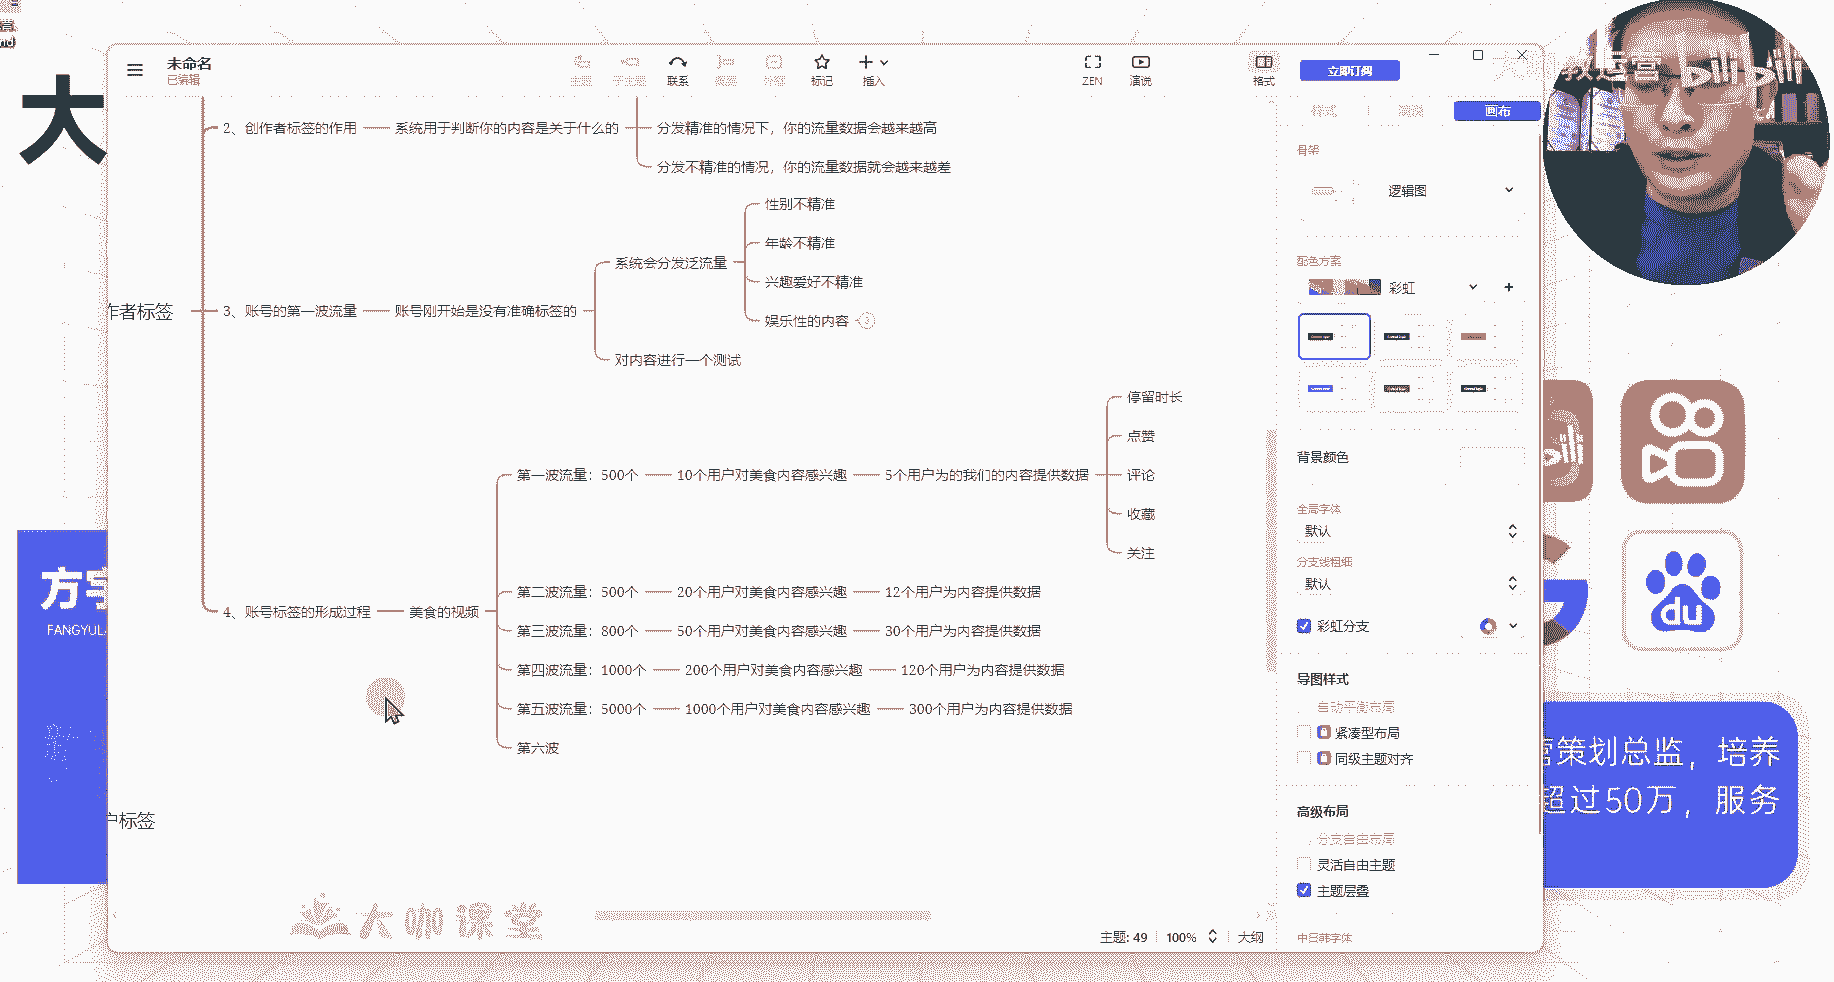 大
未命名
已编辑
主题
子主题
联系
概要
外框
标记
插入
ZEN
演说
格式
立即订阅
教运营
bilibili
样式
演说
画布
2、创作者标签的作用
系统用于判断你的内容是关于什么的
分发精准的情况下，你的流量数据会越来越高
分发不精准的情况，你的流量数据就会越来越差
作者标签
3、账号的第一波流量
账号刚开始是没有准确标签的
系统会分发泛流量
性别不精准
年龄不精准
兴趣爱好不精准
娱乐性的内容
3
对内容进行一个测试
4、账号标签的形成过程
美食的视频
第一波流量：500个
10个用户对美食内容感兴趣
5个用户为的我们的内容提供数据
停留时长
点赞
评论
收藏
关注
第二波流量：500个
20个用户对美食内容感兴趣
12个用户为内容提供数据
第三波流量：800个
50个用户对美食内容感兴趣
30个用户为内容提供数据
第四波流量：1000个
200个用户对美食内容感兴趣
120个用户为内容提供数据
第五波流量：5000个
1000个用户对美食内容感兴趣
300个用户为内容提供数据
第六波
户标签
骨架
逻辑图
配色方案
彩虹
背景颜色
全局字体
默认
分支线粗细
默认
彩虹分支
导图样式
自动平衡布局
紧凑型布局
同级主题对齐
高级布局
分支自由布局
灵活自由主题
主题层叠
中日韩字体
主题: 49
100%
大纲
大咖课堂
方宇
FANGYUL
du
营策划总监，培养
超过50万，服务